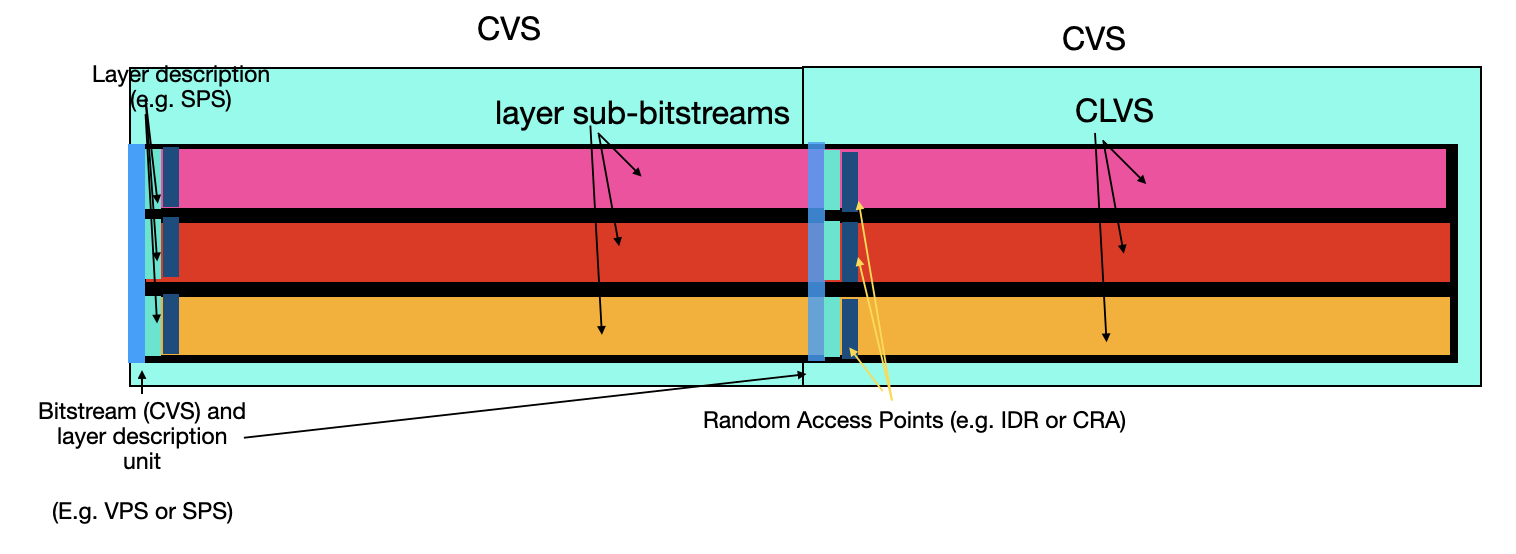 CVS
CVS
Layer description
(e.g. SPS)
layer sub-bitstreams
CLVS
Bitstream (CVS) and
layer description
unit
(E.g. VPS or SPS)
Random Access Points (e.g. IDR or CRA)